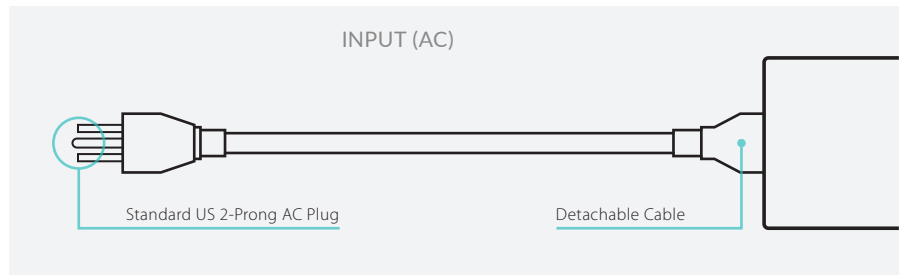 INPUT (AC)
Standard US 2-Prong AC Plug
Detachable Cable